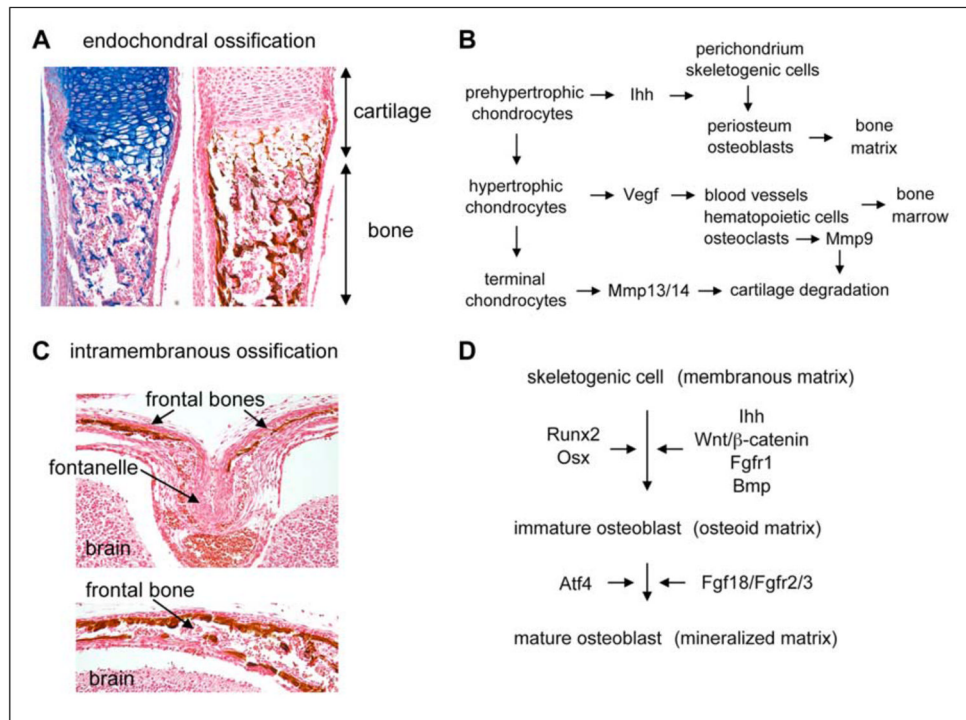 A endochondral ossification
cartilage
bone
B
perichondrium
skeletogenic cells
prehypertrophic
chondrocytes
Ihh
periosteum
osteoblasts
bone
matrix
hypertrophic
chondrocytes
Vegf
blood vessels
hematopoietic cells
osteoclasts
Mmp9
bone
marrow
terminal
chondrocytes
Mmp13/14
cartilage degradation
C intramembranous ossification
frontal bones
fontanelle
brain
frontal bone
brain
D
skeletogenic cell (membranous matrix)
Runx2
Osx
Ihh
Wnt/β-catenin
Fgfr1
Bmp
immature osteoblast (osteoid matrix)
Atf4
Fgf18/Fgfr2/3
mature osteoblast (mineralized matrix)